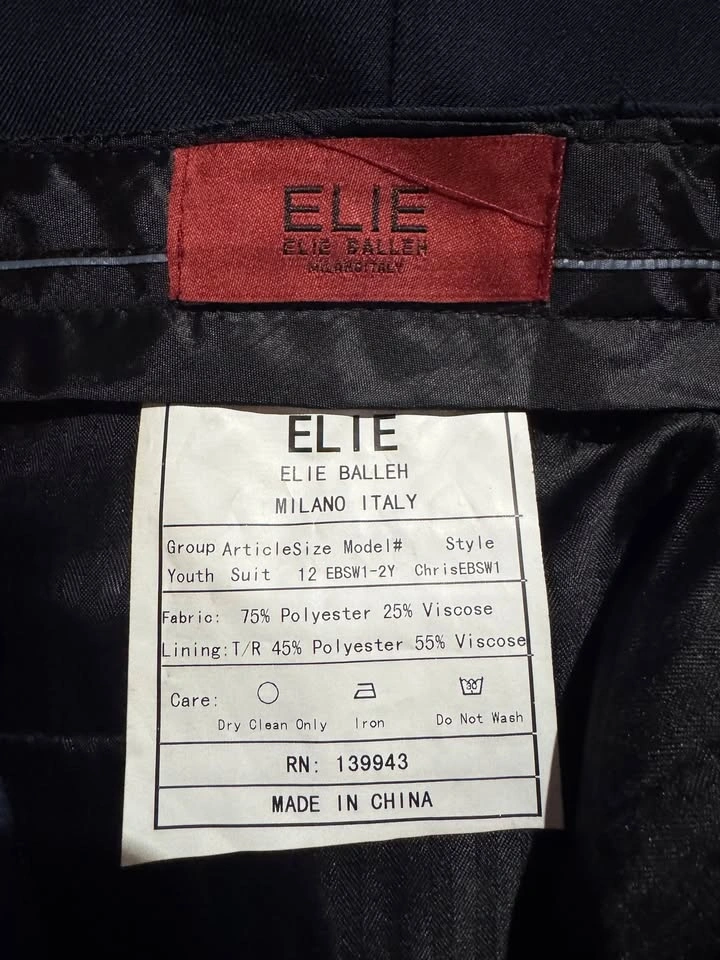 ELIE
ELIE BALLEH
MILANO ITALY
ELIE
ELIE BALLEH
MILANO ITALY
Group Article Size Model# Style
Youth Suit 12 EBSW1-2Y ChrisEBSW1
Fabric: 75% Polyester 25% Viscose
Lining: T/R 45% Polyester 55% Viscose
Care:
Dry Clean Only Iron Do Not Wash
RN: 139943
MADE IN CHINA